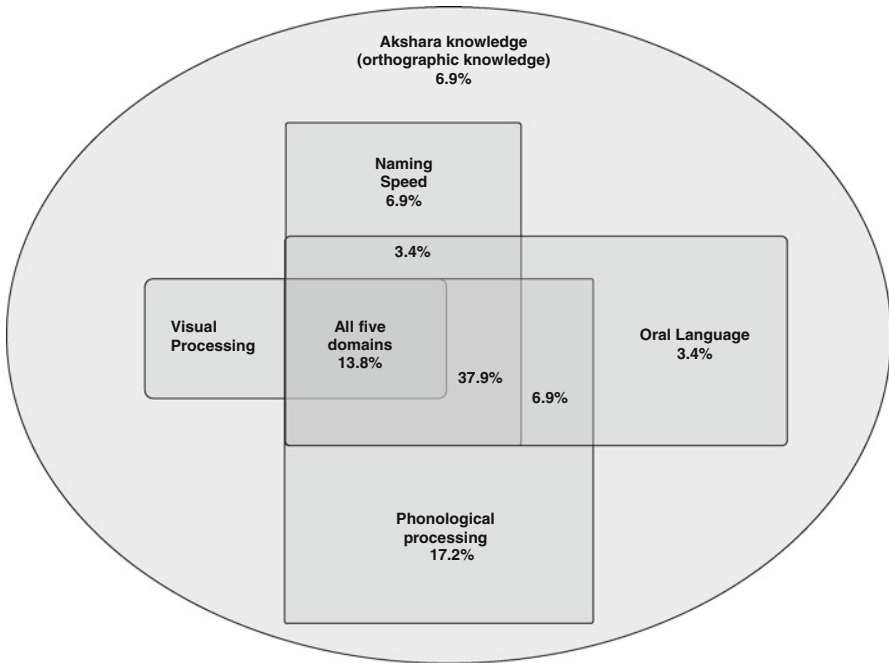 Akshara knowledge
(orthographic knowledge)
6.9%
Naming
Speed
6.9%
3.4%
Visual
Processing
All five
domains
13.8%
37.9%
6.9%
Oral Language
3.4%
Phonological
processing
17.2%